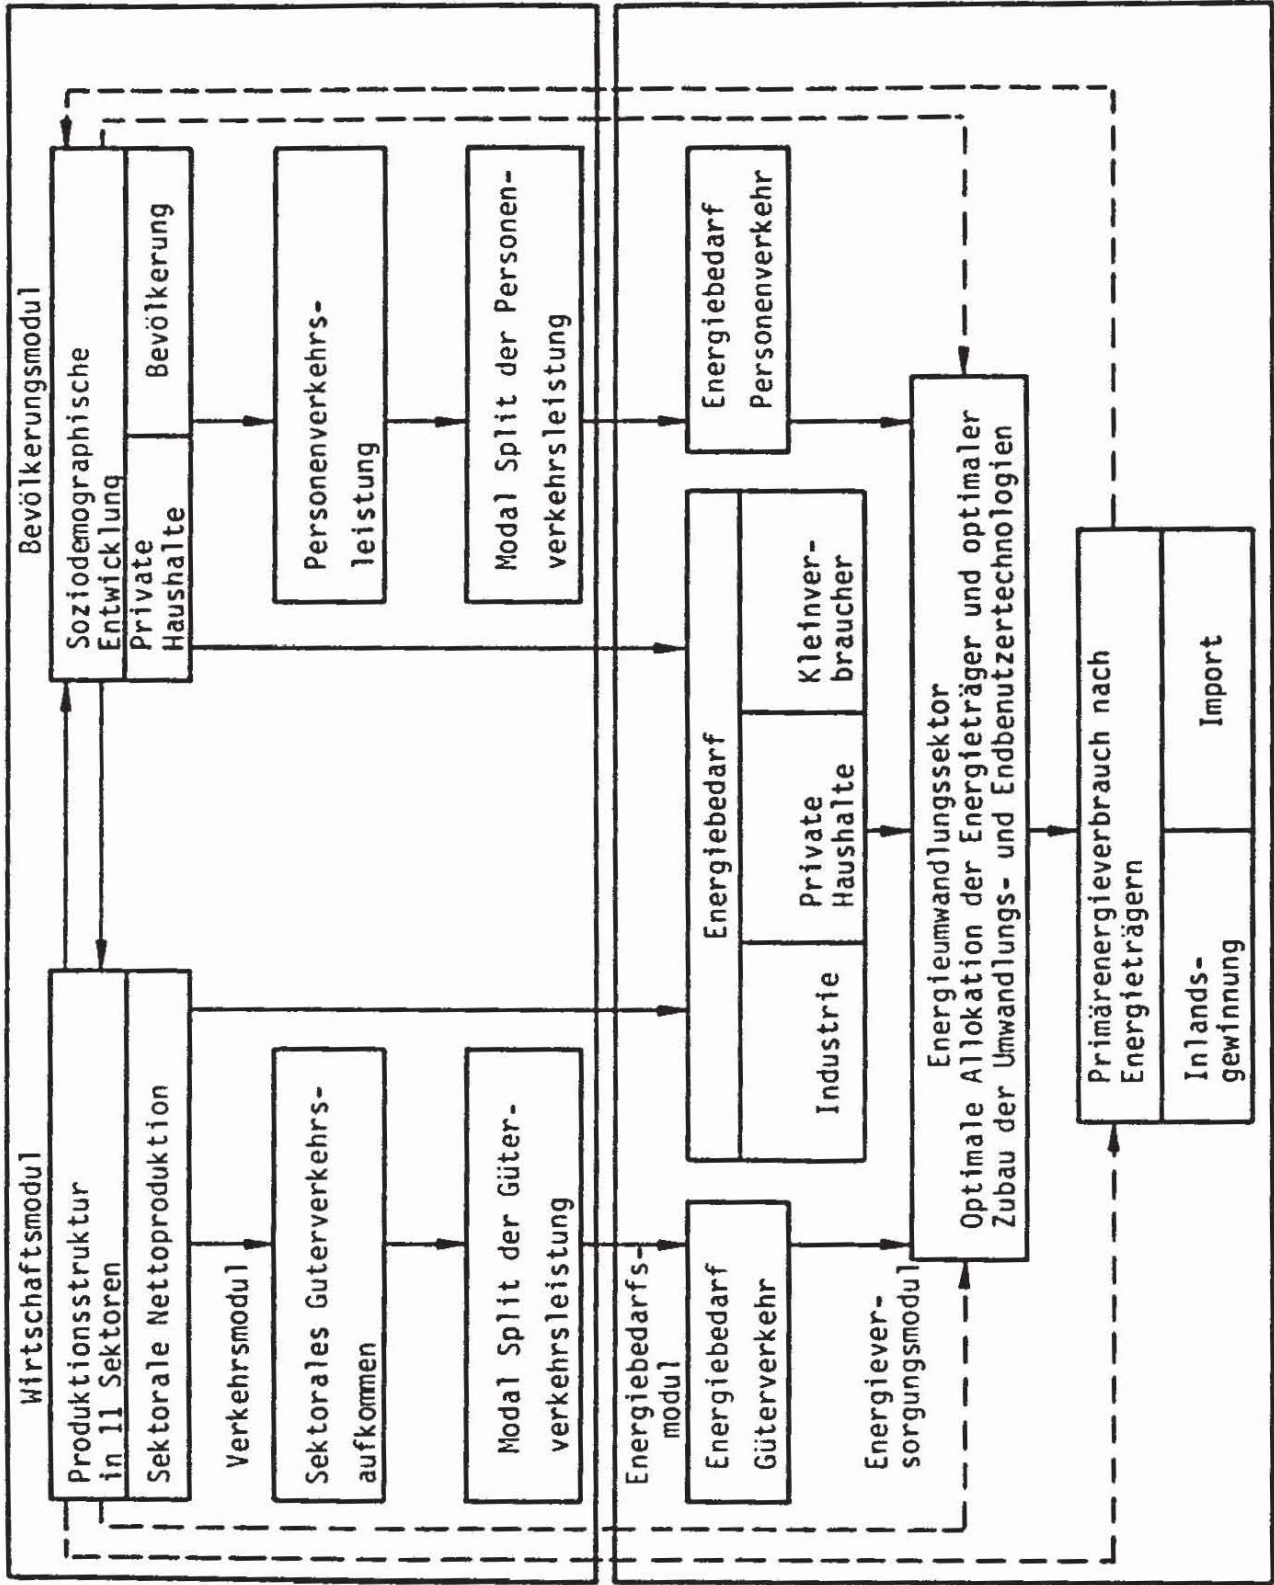 Wirtschaftsmodul
Bevölkerungsmodul
Produktionsstruktur
in 11 Sektoren
Sektorale Nettoproduktion
Soziodemographische
Entwicklung
Private
Haushalte
Bevölkerung
Verkehrsmodul
Sektorales Guterverkehrs-
aufkommen
Personenverkehrs-
leistung
Modal Split der Güter-
verkehrsleistung
Modal Split der Personen-
verkehrsleistung
Energiebedarfs-
modul
Energiebedarf
Güterverkehr
Energiebedarf
Industrie
Private
Haushalte
Kleinver-
braucher
Energiebedarf
Personenverkehr
Energiever-
sorgungsmodul
Energieumwandlungssektor
Optimale Allokation der Energieträger und optimaler
Zubau der Umwandlungs- und Endbenutzertechnologien
Primärenergieverbrauch nach
Energieträgern
Inlands-
gewinnung
Import